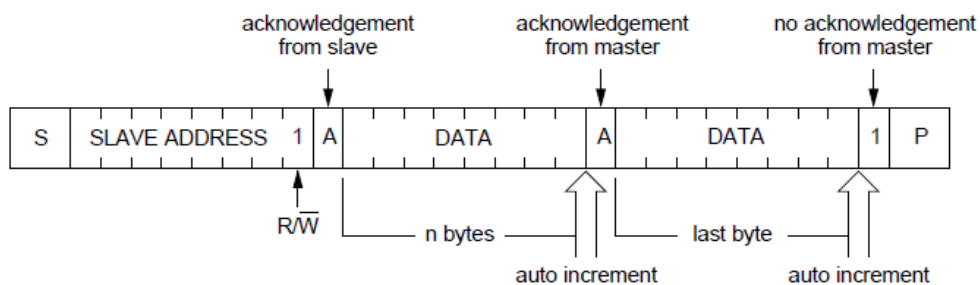 acknowledgement acknowledgement no acknowledgement
from slave from master from master
S SLAVE ADDRESS 1 A DATA A DATA 1 P
R/W̅
n bytes last byte
auto increment auto increment